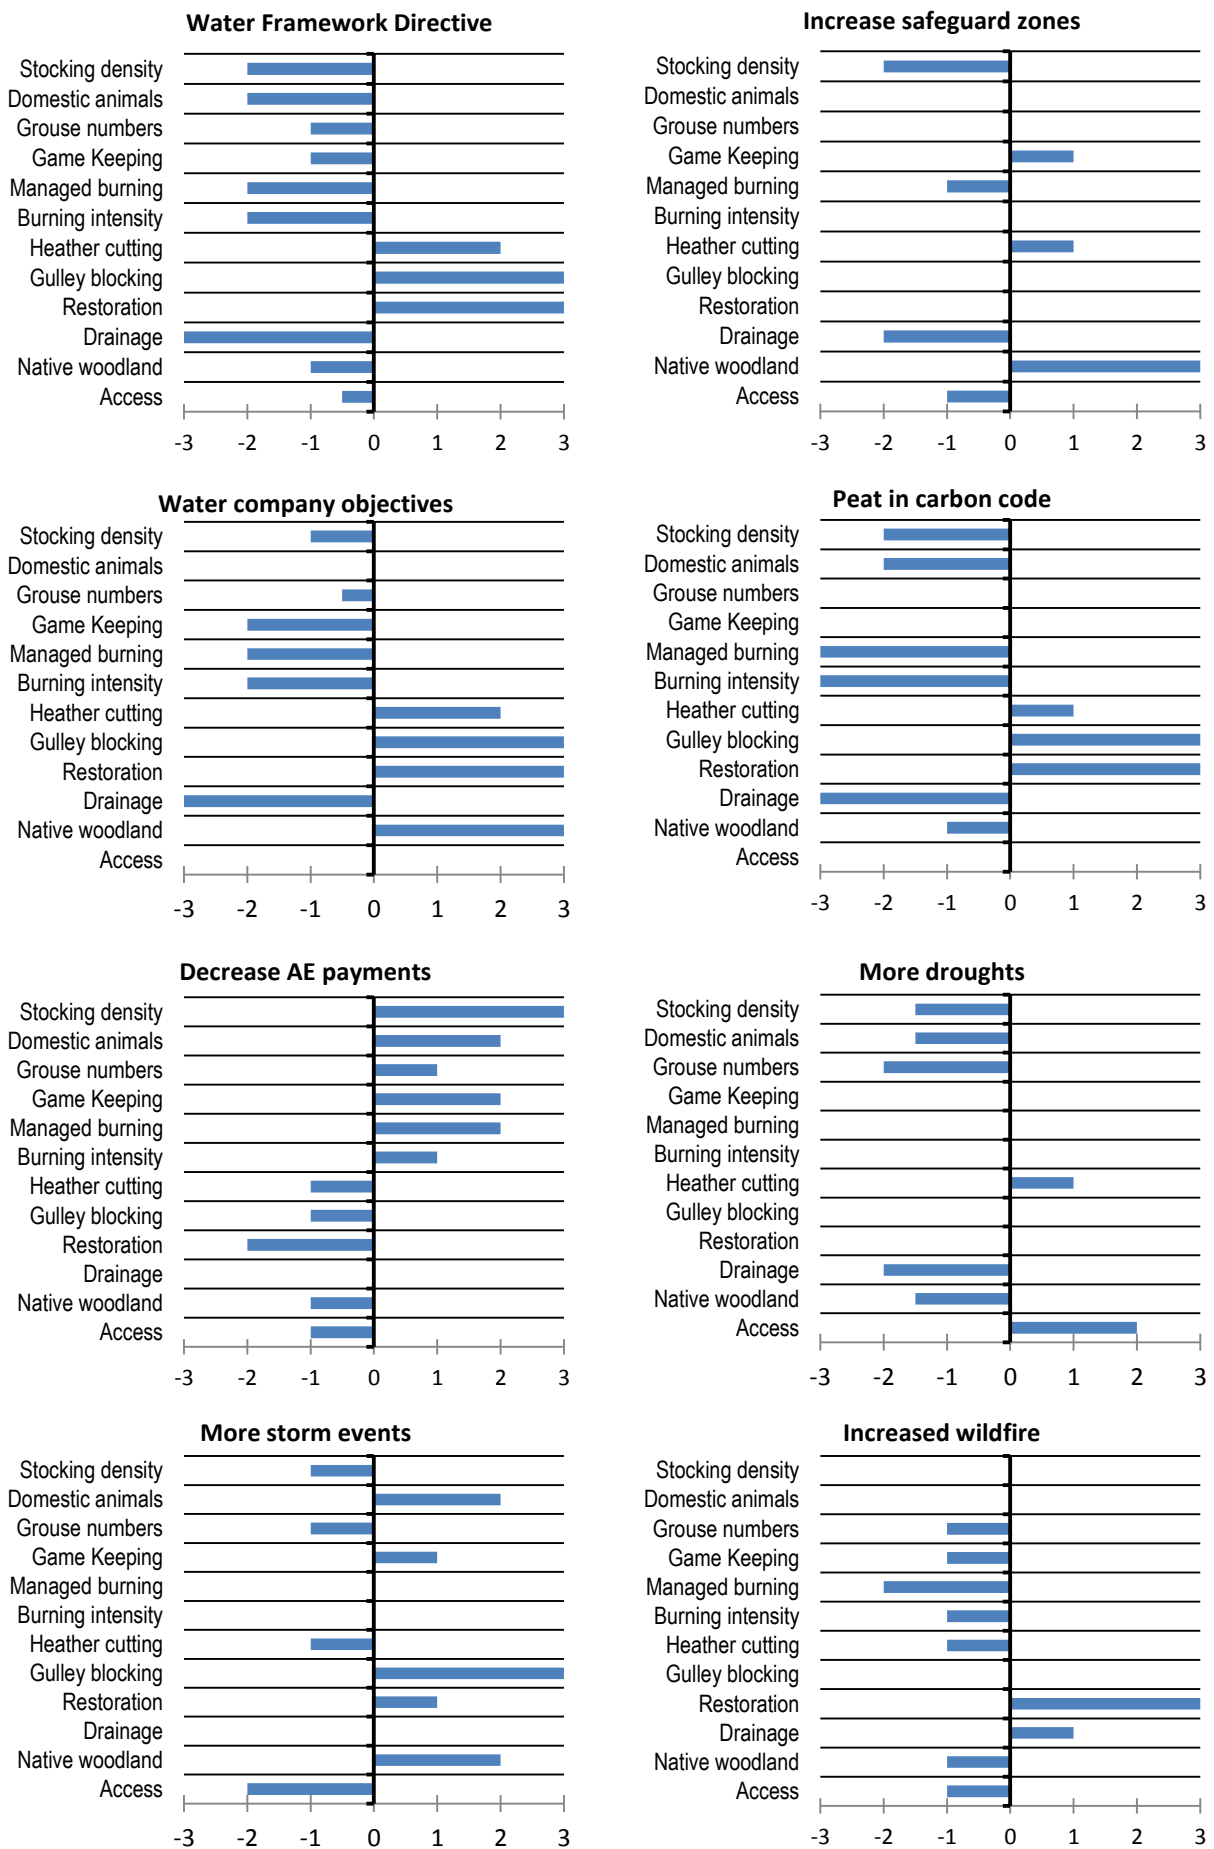 Water Framework Directive
Stocking density
Domestic animals
Grouse numbers
Game Keeping
Managed burning
Burning intensity
Heather cutting
Gulley blocking
Restoration
Drainage
Native woodland
Access
-3 -2 -1 0 1 2 3
Increase safeguard zones
Stocking density
Domestic animals
Grouse numbers
Game Keeping
Managed burning
Burning intensity
Heather cutting
Gulley blocking
Restoration
Drainage
Native woodland
Access
-3 -2 -1 0 1 2 3
Water company objectives
Stocking density
Domestic animals
Grouse numbers
Game Keeping
Managed burning
Burning intensity
Heather cutting
Gulley blocking
Restoration
Drainage
Native woodland
Access
-3 -2 -1 0 1 2 3
Peat in carbon code
Stocking density
Domestic animals
Grouse numbers
Game Keeping
Managed burning
Burning intensity
Heather cutting
Gulley blocking
Restoration
Drainage
Native woodland
Access
-3 -2 -1 0 1 2 3
Decrease AE payments
Stocking density
Domestic animals
Grouse numbers
Game Keeping
Managed burning
Burning intensity
Heather cutting
Gulley blocking
Restoration
Drainage
Native woodland
Access
-3 -2 -1 0 1 2 3
More droughts
Stocking density
Domestic animals
Grouse numbers
Game Keeping
Managed burning
Burning intensity
Heather cutting
Gulley blocking
Restoration
Drainage
Native woodland
Access
-3 -2 -1 0 1 2 3
More storm events
Stocking density
Domestic animals
Grouse numbers
Game Keeping
Managed burning
Burning intensity
Heather cutting
Gulley blocking
Restoration
Drainage
Native woodland
Access
-3 -2 -1 0 1 2 3
Increased wildfire
Stocking density
Domestic animals
Grouse numbers
Game Keeping
Managed burning
Burning intensity
Heather cutting
Gulley blocking
Restoration
Drainage
Native woodland
Access
-3 -2 -1 0 1 2 3